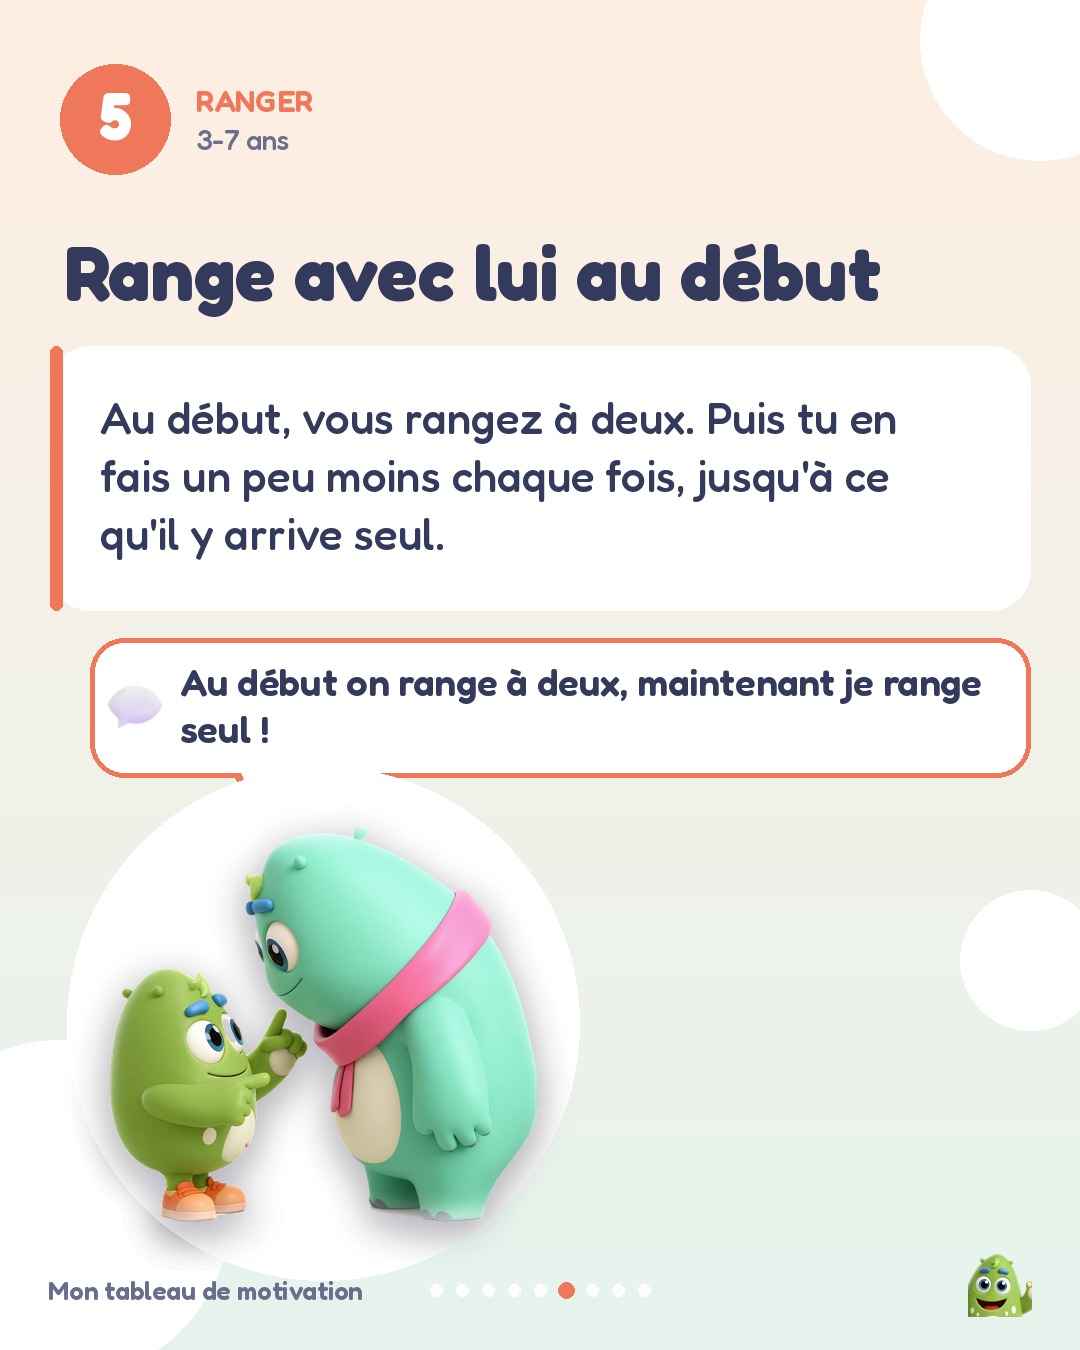 5
RANGER
3-7 ans
Range avec lui au début
Au début, vous rangez à deux. Puis tu en
fais un peu moins chaque fois, jusqu'à ce
qu'il y arrive seul.
Au début on range à deux, maintenant je range
seul !
Mon tableau de motivation